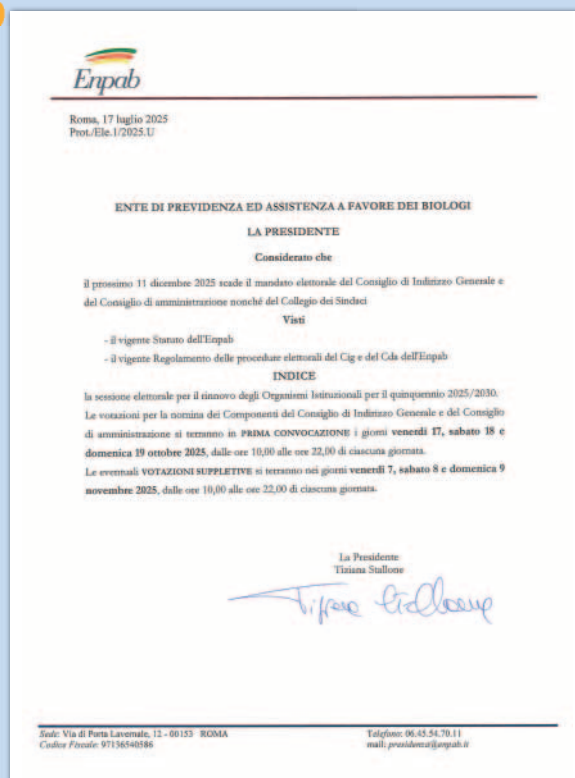 Enpab
Roma, 17 luglio 2025
Prot./Ele.1/2025.U
ENTE DI PREVIDENZA ED ASSISTENZA A FAVORE DEI BIOLOGI
LA PRESIDENTE
Considerato che
il prossimo 11 dicembre 2025 scade il mandato elettorale del Consiglio di Indirizzo Generale e
del Consiglio di amministrazione nonché del Collegio dei Sindaci
Visti
- il vigente Statuto dell'Enpab
- il vigente Regolamento delle procedure elettorali del Cig e del Cda dell'Enpab
INDICE
la sessione elettorale per il rinnovo degli Organismi Istituzionali per il quinquennio 2025/2030.
Le votazioni per la nomina dei Componenti del Consiglio di Indirizzo Generale e del Consiglio
di amministrazione si terranno in PRIMA CONVOCAZIONE i giorni venerdì 17, sabato 18 e
domenica 19 ottobre 2025, dalle ore 10,00 alle ore 22,00 di ciascuna giornata.
Le eventuali VOTAZIONI SUPPLETIVE si terranno nei giorni venerdì 7, sabato 8 e domenica 9
novembre 2025, dalle ore 10,00 alle ore 22,00 di ciascuna giornata.
La Presidente
Tiziana Stallone
Sede: Via di Porta Lavernale, 12 - 00153 ROMA
Codice Fiscale: 97136540586
Telefono: 06.45.54.70.11
mail: presidenza@enpab.it